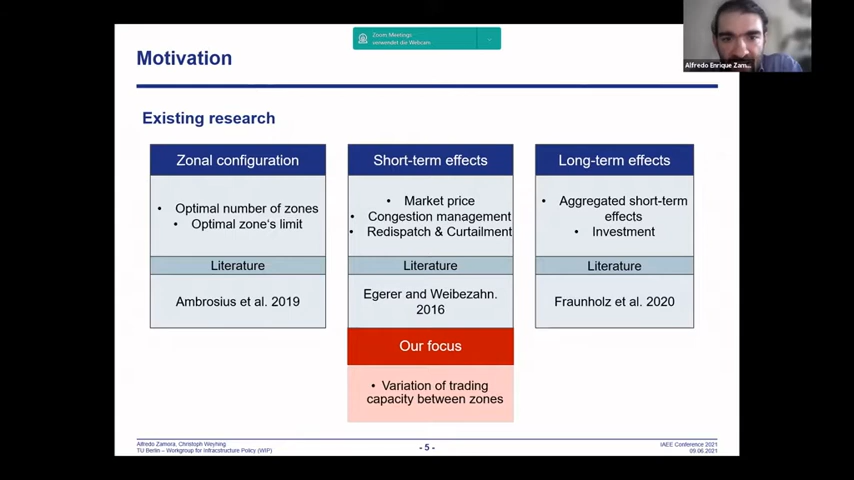 Zoom Meetings
verwendet die Webcam
Alfredo Enrique Zam...
Motivation
Existing research
Zonal configuration
• Optimal number of zones
• Optimal zone's limit
Literature
Ambrosius et al. 2019
Short-term effects
• Market price
• Congestion management
• Redispatch & Curtailment
Literature
Egerer and Weibezahn.
2016
Our focus
• Variation of trading
capacity between zones
Long-term effects
• Aggregated short-term
effects
• Investment
Literature
Fraunholz et al. 2020
Alfredo Zamora, Christoph Weyhing
TU Berlin – Workgroup for Infrastructure Policy (WIP)
- 5 -
IAEE Conference 2021
09.06.2021